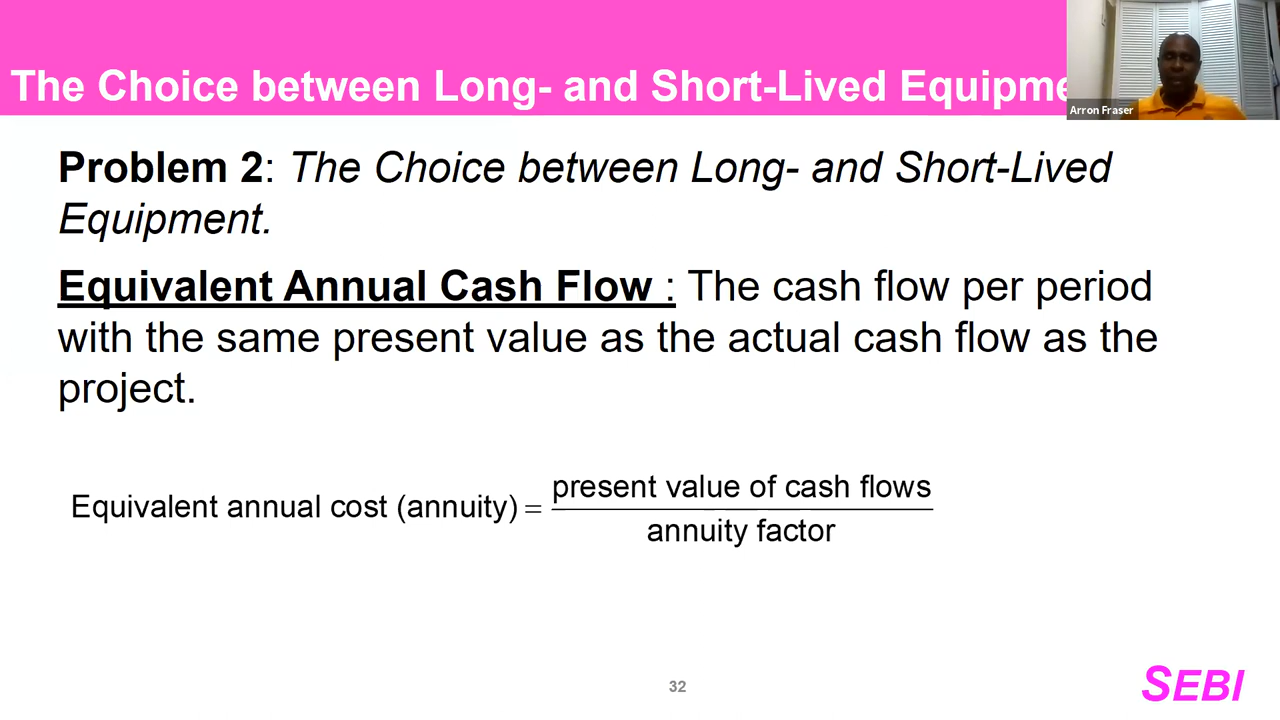 The Choice between Long- and Short-Lived Equipme
Arron Fraser
Problem 2: The Choice between Long- and Short-Lived
Equipment.
Equivalent Annual Cash Flow : The cash flow per period
with the same present value as the actual cash flow as the
project.
Equivalent annual cost (annuity) = present value of cash flows
annuity factor
32
SEBI